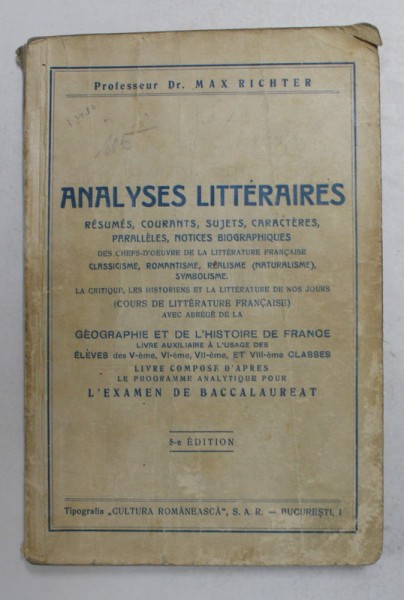 Professeur Dr. MAX RICHTER
ANALYSES LITTÉRAIRES
RÉSUMÉS, COURANTS, SUJETS, CARACTÈRES,
PARALLÈLES, NOTICES BIOGRAPHIQUES
DES CHEFS-D'OEUVRE DE LA LITTÉRATURE FRANÇAISE
CLASSICISME, ROMANTISME, RÉALISME (NATURALISME),
SYMBOLISME.
LA CRITIQUE, LES HISTORIENS ET LA LITTÉRATURE DE NOS JOURS
(COURS DE LITTÉRATURE FRANÇAISE)
AVEC ABRÉGÉ DE LA
GÉOGRAPHIE ET DE L'HISTOIRE DE FRANCE
LIVRE AUXILIAIRE À L'USAGE DES
ÉLÈVES des V-ème, VI-ème, VII-ème, ET VIII-ème CLASSES
LIVRE COMPOSE D'APRES
LE PROGRAMME ANALYTIQUE POUR
L'EXAMEN DE BACCALAUREAT
8-e ÉDITION
Tipografia „CULTURA ROMÂNEASCĂ", S. A. R. — BUCUREȘTI, I